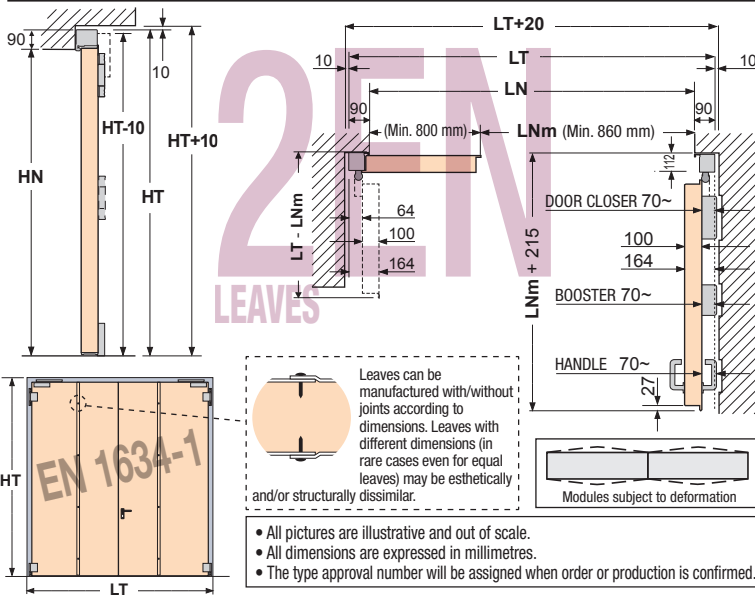 90
10
HN
HT-10
HT
HT+10
2EN
LEAVES
LT+20
10
LT
10
LN
90
90
(Min. 800 mm)
LNm (Min. 860 mm)
112
LT - LNm
64
100
164
LNm + 215
DOOR CLOSER 70~
100
164
BOOSTER 70~
HANDLE 70~
27
HT
EN 1634-1
LT
Leaves can be
manufactured with/without
joints according to
dimensions. Leaves with
different dimensions (in
rare cases even for equal
leaves) may be esthetically
and/or structurally dissimilar.
Modules subject to deformation
• All pictures are illustrative and out of scale.
• All dimensions are expressed in millimetres.
• The type approval number will be assigned when order or production is confirmed.